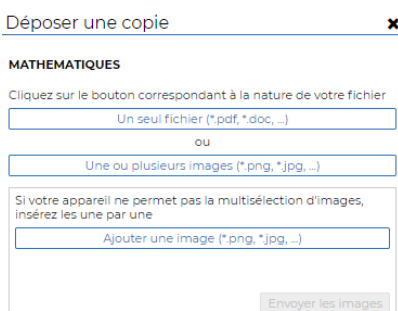 Déposer une copie
MATHEMATIQUES
Cliquez sur le bouton correspondant à la nature de votre fichier
Un seul fichier (*.pdf, *.doc, ...)
ou
Une ou plusieurs images (*.png, *.jpg, ...)
Si votre appareil ne permet pas la multisélection d'images,
insérez les une par une
Ajouter une image (*.png, *.jpg, ...)
Envoyer les images